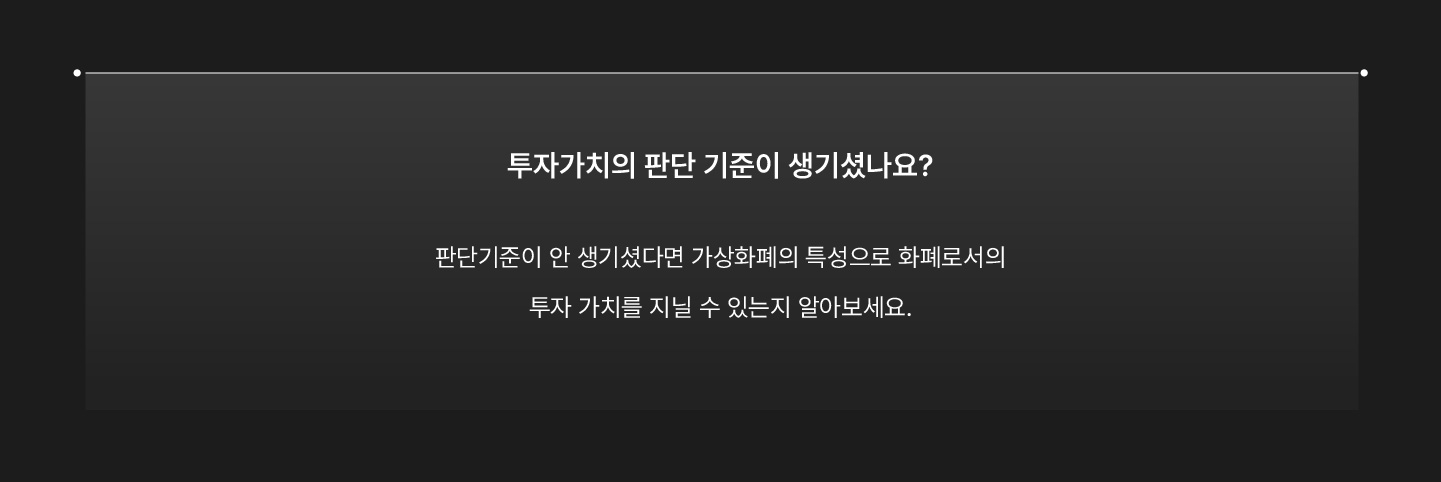 투자가치의 판단 기준이 생기셨나요?
판단기준이 안 생기셨다면 가상화폐의 특성으로 화폐로서의
투자 가치를 지닐 수 있는지 알아보세요.